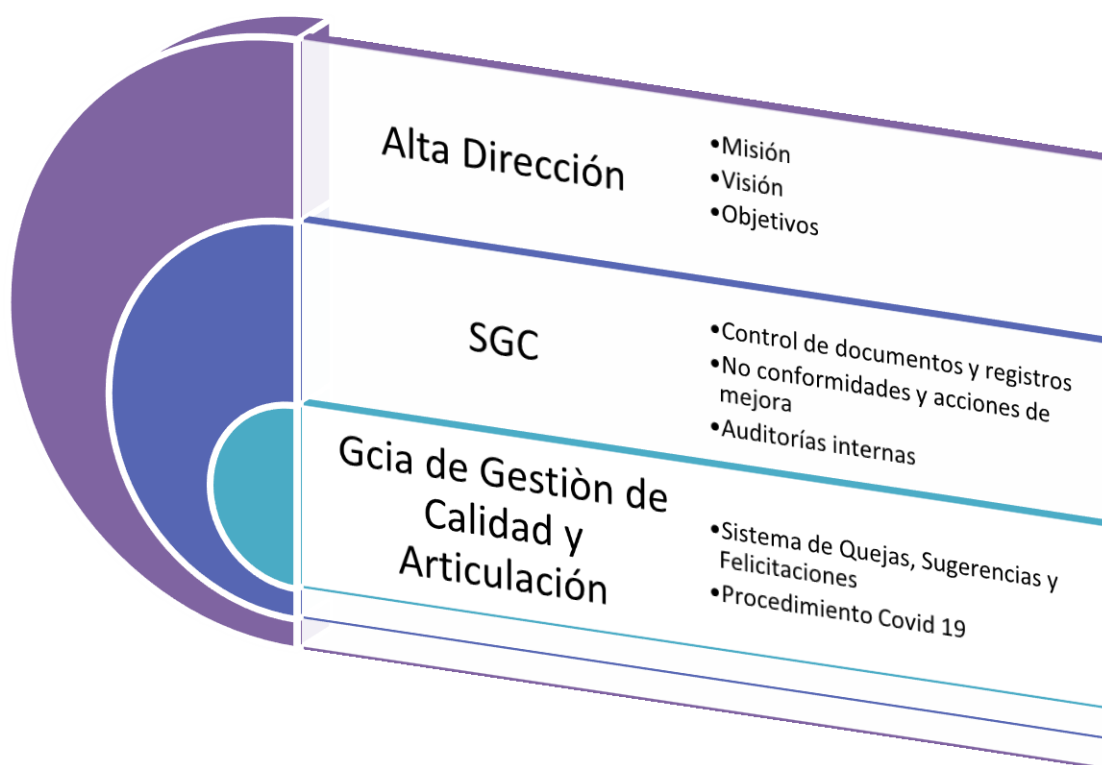 Alta Dirección
•Misión
•Visión
•Objetivos
SGC
•Control de documentos y registros
•No conformidades y acciones de
mejora
•Auditorías internas
Gcia de Gestiòn de
Calidad y
Articulación
•Sistema de Quejas, Sugerencias y
Felicitaciones
•Procedimiento Covid 19